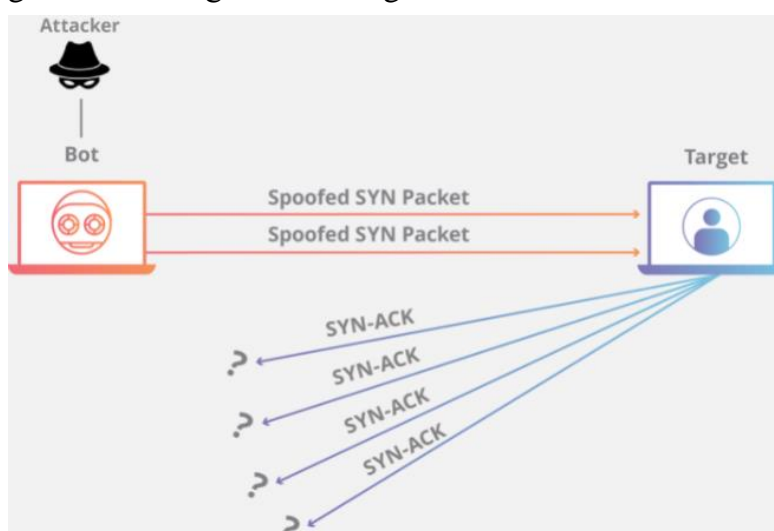 Attacker
Bot
Target
Spoofed SYN Packet
Spoofed SYN Packet
SYN-ACK
?
SYN-ACK
?
SYN-ACK
?
SYN-ACK
?